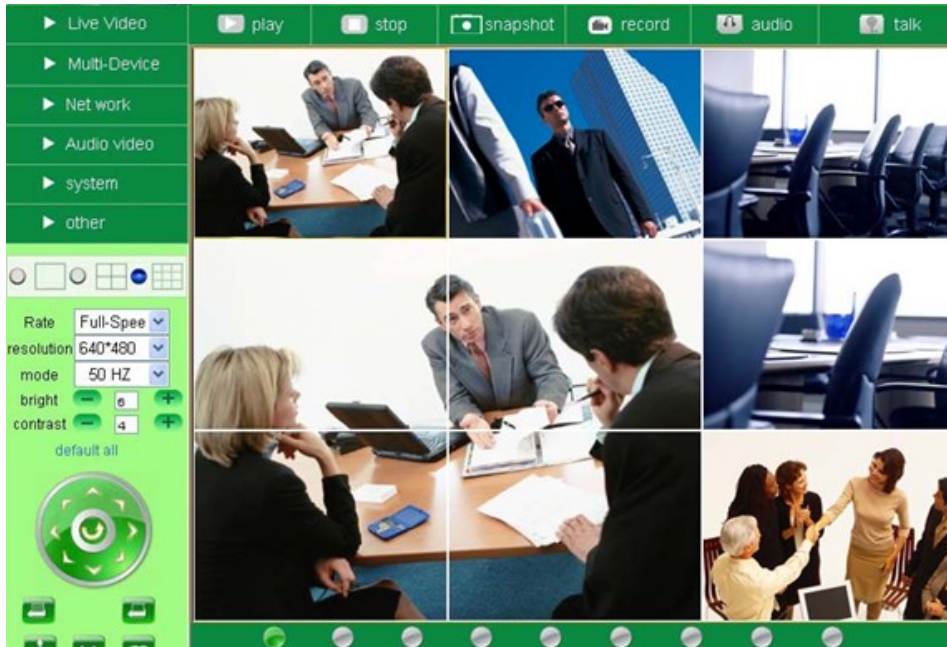 Live Video
play
stop
snapshot
record
audio
talk
Multi-Device
Net work
Audio video
system
other
Rate Full-Spee
resolution 640*480
mode 50 HZ
bright 6
contrast 4
default all